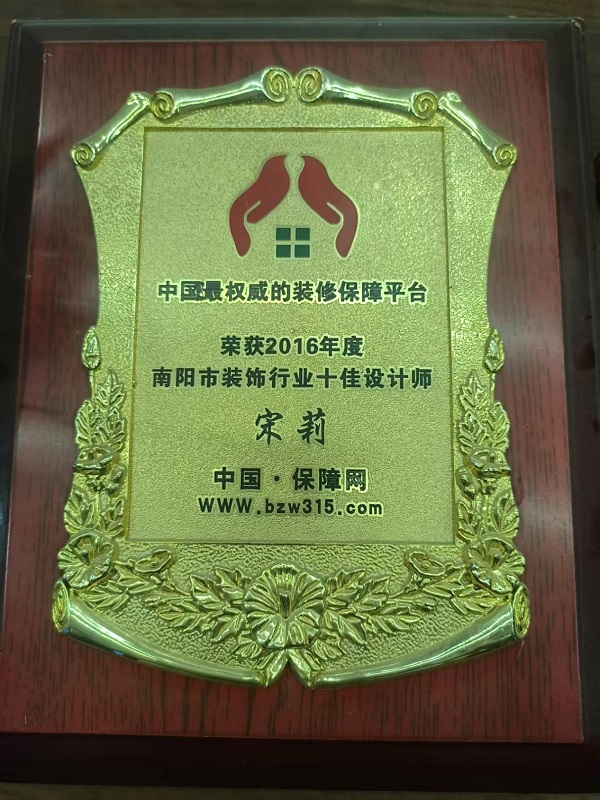 中国最权威的装修保障平台
荣获2016年度
南阳市装饰行业十佳设计师
宋莉
中国·保障网
WWW.bzw315.com